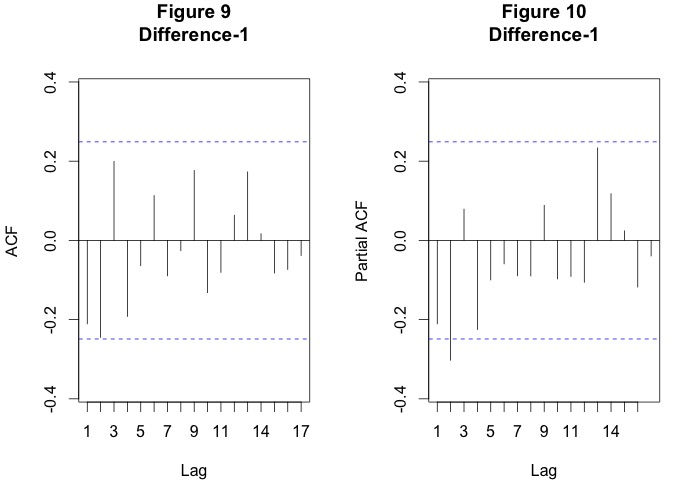 Figure 9
Difference-1
ACF
0.4
0.2
0.0
-0.2
-0.4
1 3 5 7 9 11 14 17
Lag
Figure 10
Difference-1
Partial ACF
0.4
0.2
0.0
-0.2
-0.4
1 3 5 7 9 11 14
Lag